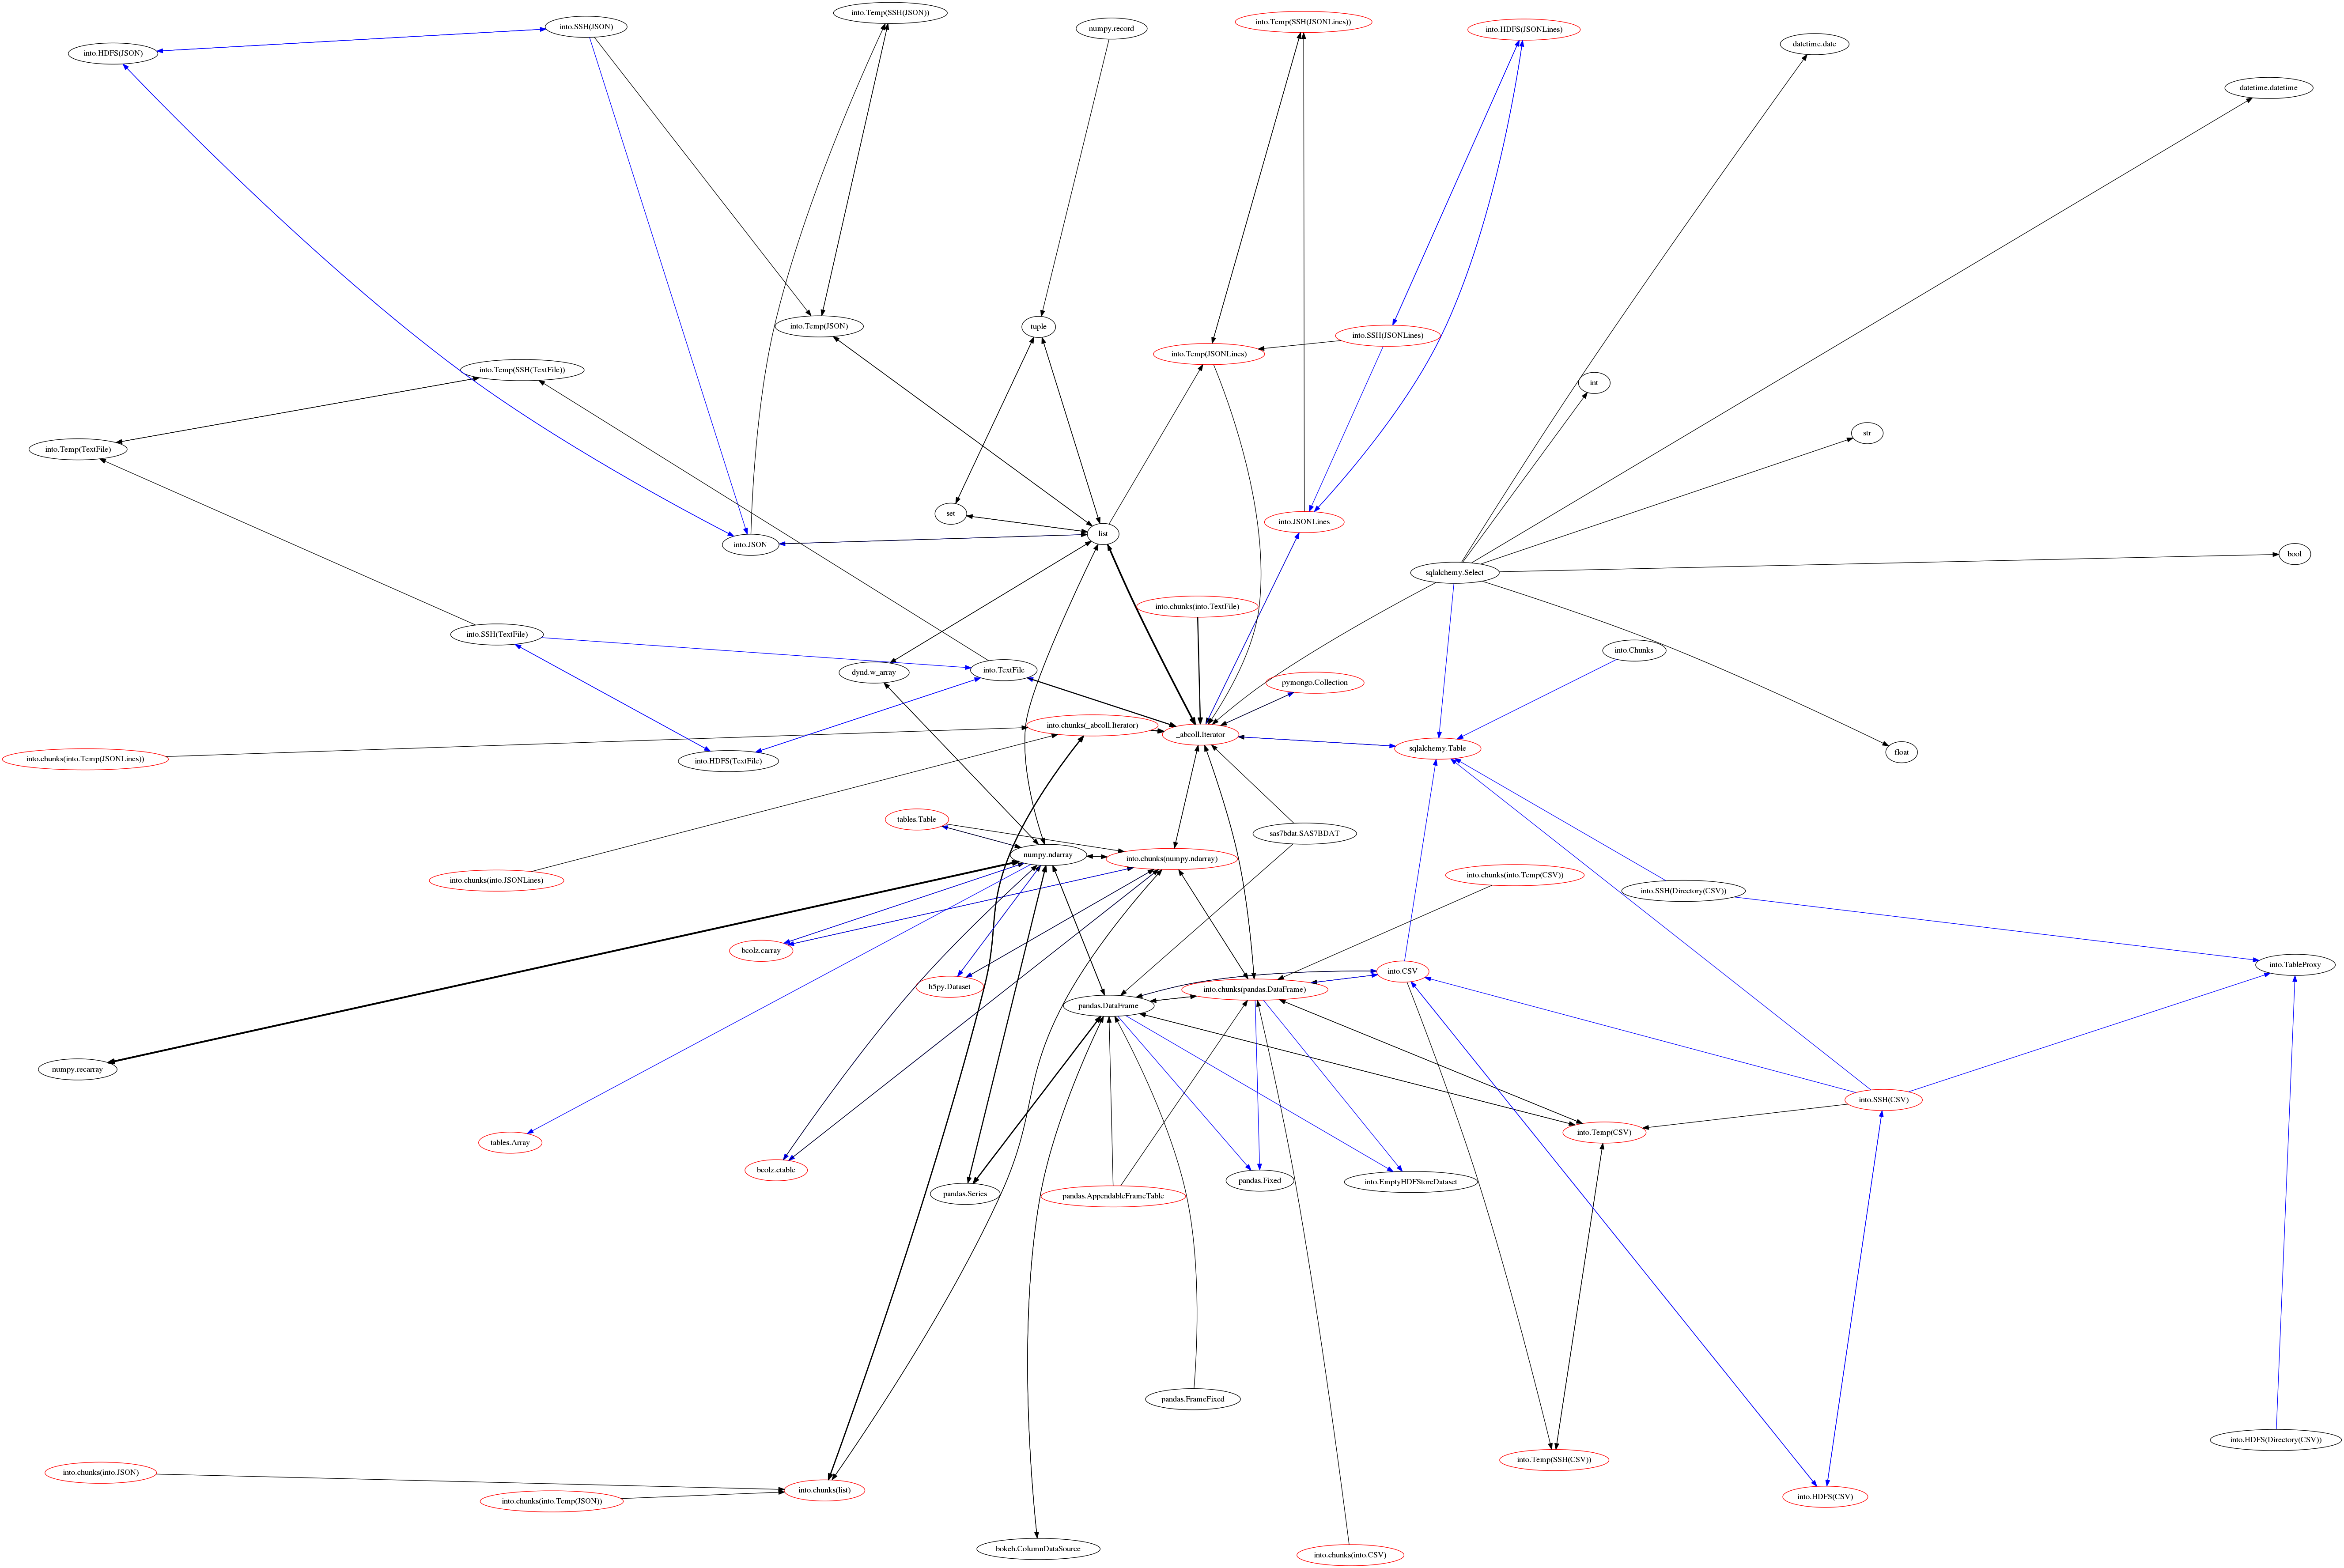 into.Temp(SSH(JSON))
into.Temp(SSH(JSONLines))
into.SSH(JSON)
numpy.record
into.HDFS(JSONLines)
datetime.date
into.HDFS(JSON)
datetime.datetime
into.Temp(JSON)
tuple
into.SSH(JSONLines)
into.Temp(JSONLines)
into.Temp(SSH(TextFile))
int
str
into.Temp(TextFile)
set
into.JSONLines
list
into.JSON
bool
sqlalchemy.Select
into.chunks(into.TextFile)
into.SSH(TextFile)
into.Chunks
into.TextFile
dynd.w_array
pymongo.Collection
into.chunks(_abcoll.Iterator)
_abcoll.Iterator
sqlalchemy.Table
float
into.chunks(into.Temp(JSONLines))
into.HDFS(TextFile)
tables.Table
sas7bdat.SAS7BDAT
numpy.ndarray
into.chunks(numpy.ndarray)
into.chunks(into.JSONLines)
into.chunks(into.Temp(CSV))
into.SSH(Directory(CSV))
bcolz.carray
into.TableProxy
into.CSV
h5py.Dataset
into.chunks(pandas.DataFrame)
pandas.DataFrame
numpy.recarray
into.SSH(CSV)
into.Temp(CSV)
tables.Array
bcolz.ctable
pandas.Fixed
into.EmptyHDFStoreDataset
pandas.Series
pandas.AppendableFrameTable
pandas.FrameFixed
into.HDFS(Directory(CSV))
into.Temp(SSH(CSV))
into.chunks(into.JSON)
into.chunks(list)
into.HDFS(CSV)
into.chunks(into.Temp(JSON))
bokeh.ColumnDataSource
into.chunks(into.CSV)